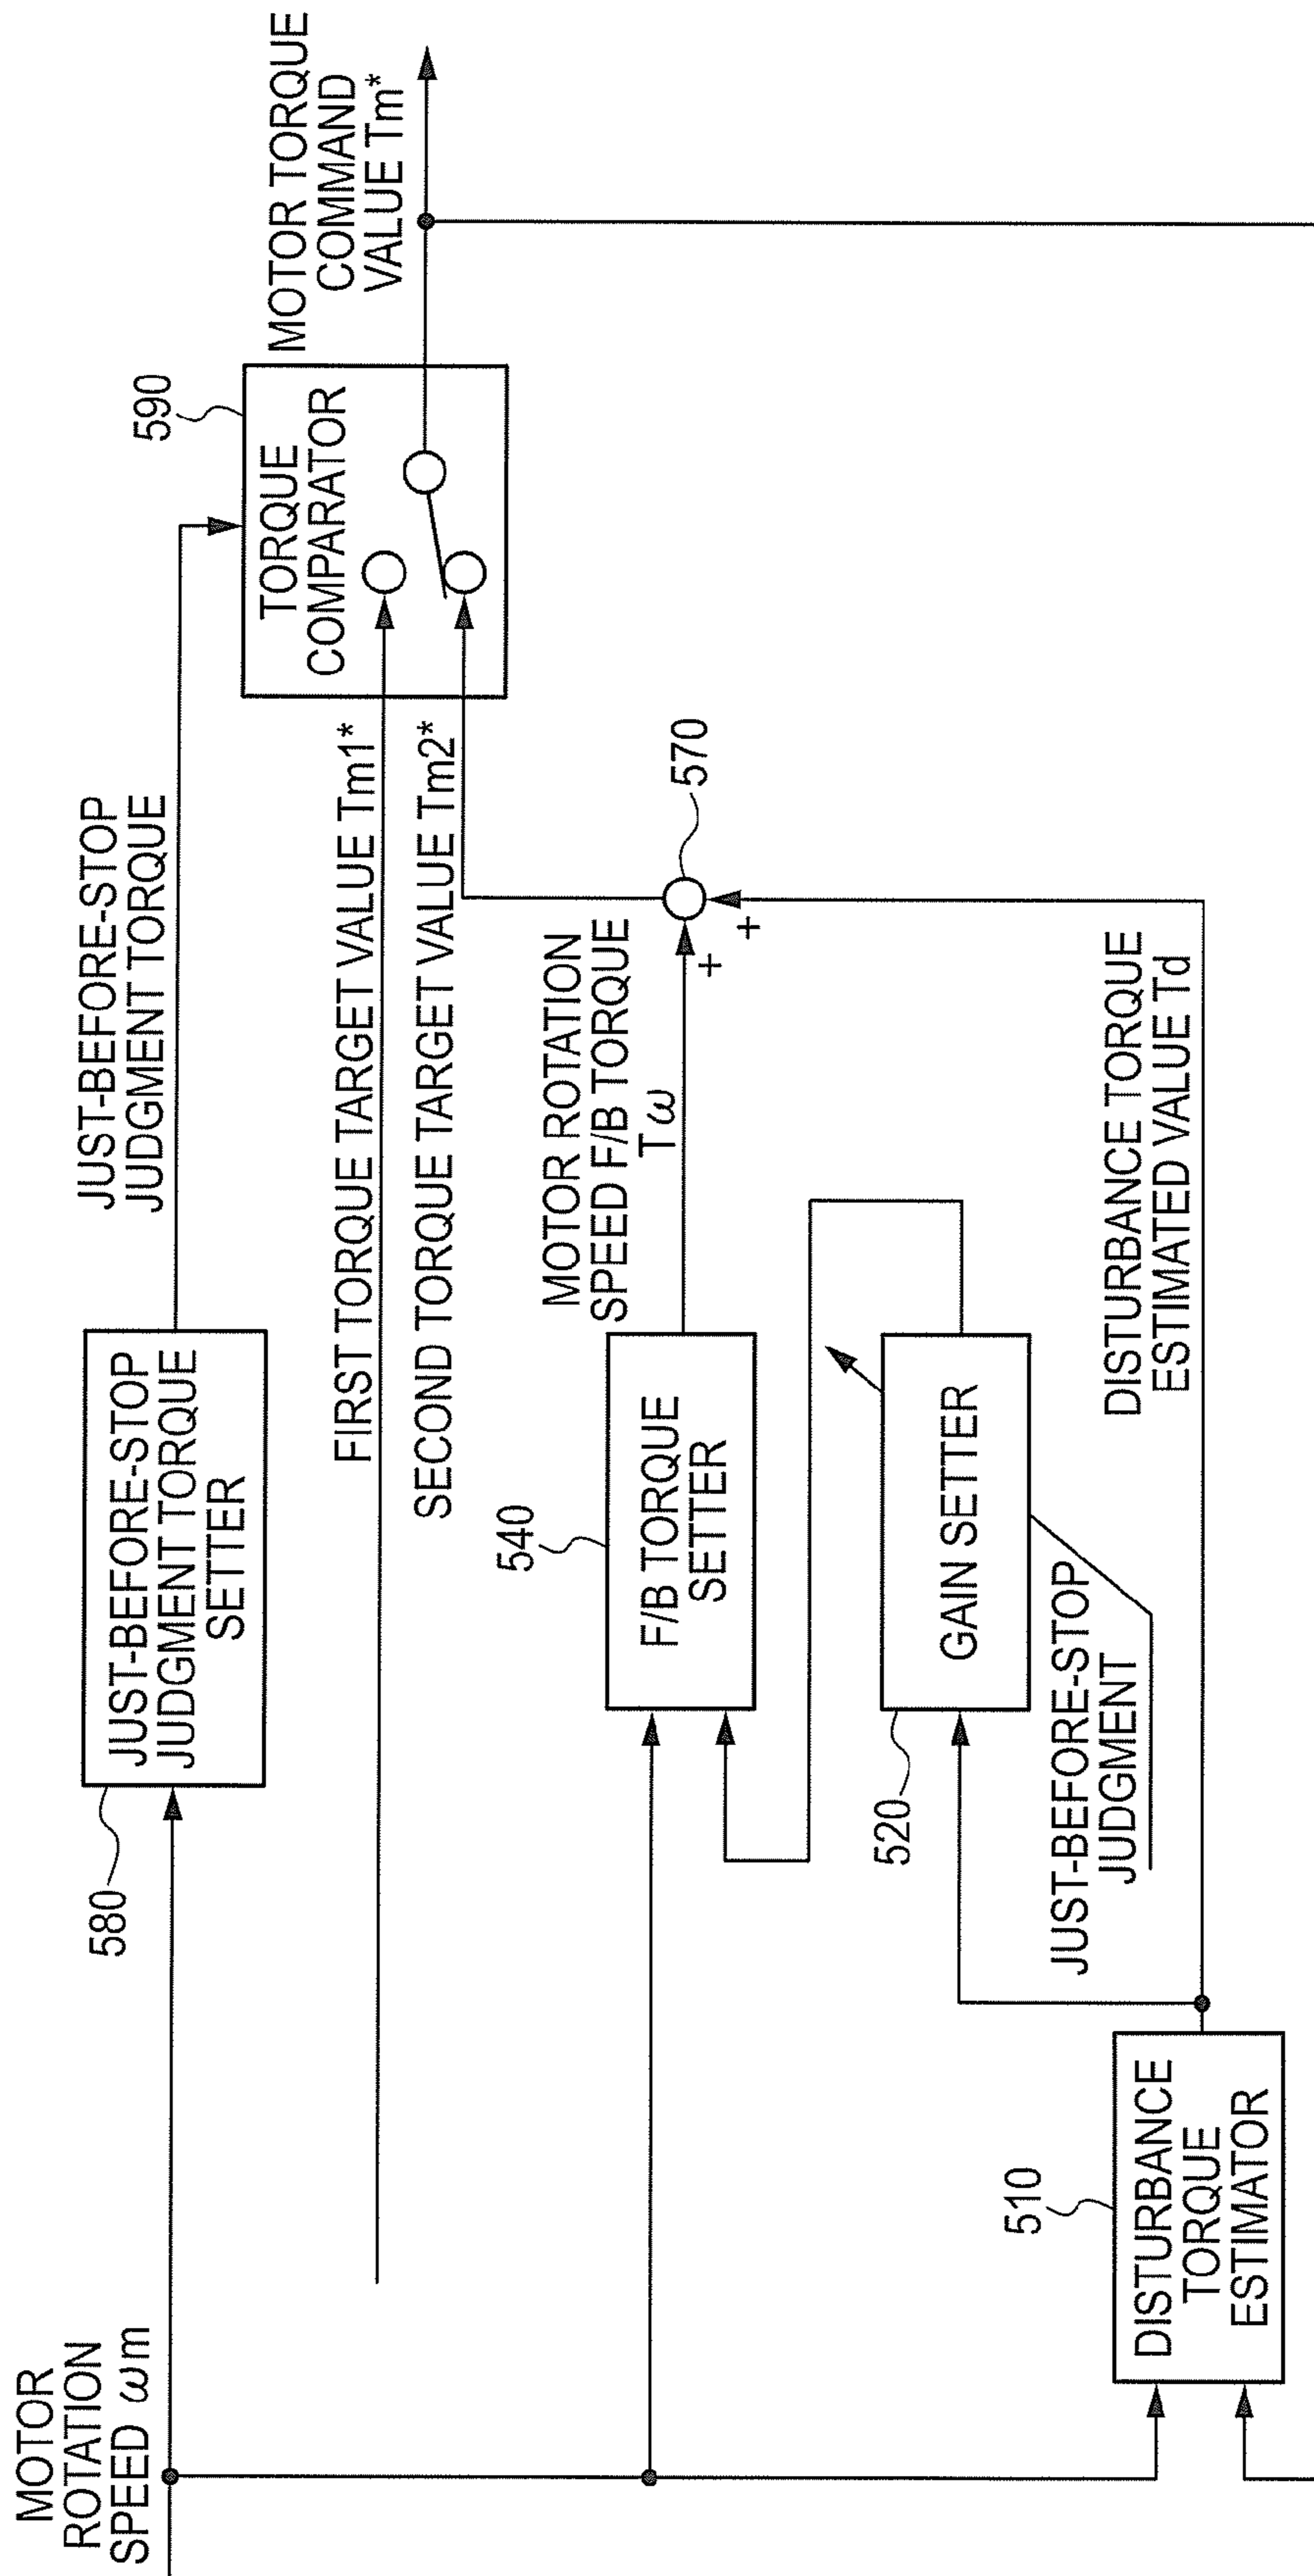 MOTOR
ROTATION
SPEED ωm
580
JUST-BEFORE-STOP
JUDGMENT TORQUE
SETTER
JUST-BEFORE-STOP
JUDGMENT TORQUE
590
TORQUE
COMPARATOR
MOTOR TORQUE
COMMAND
VALUE Tm*
FIRST TORQUE TARGET VALUE Tm1*
SECOND TORQUE TARGET VALUE Tm2*
540
F/B TORQUE
SETTER
MOTOR ROTATION
SPEED F/B TORQUE
Tω
+
+
570
520
GAIN SETTER
JUST-BEFORE-STOP
JUDGMENT
510
DISTURBANCE
TORQUE
ESTIMATOR
DISTURBANCE TORQUE
ESTIMATED VALUE Td